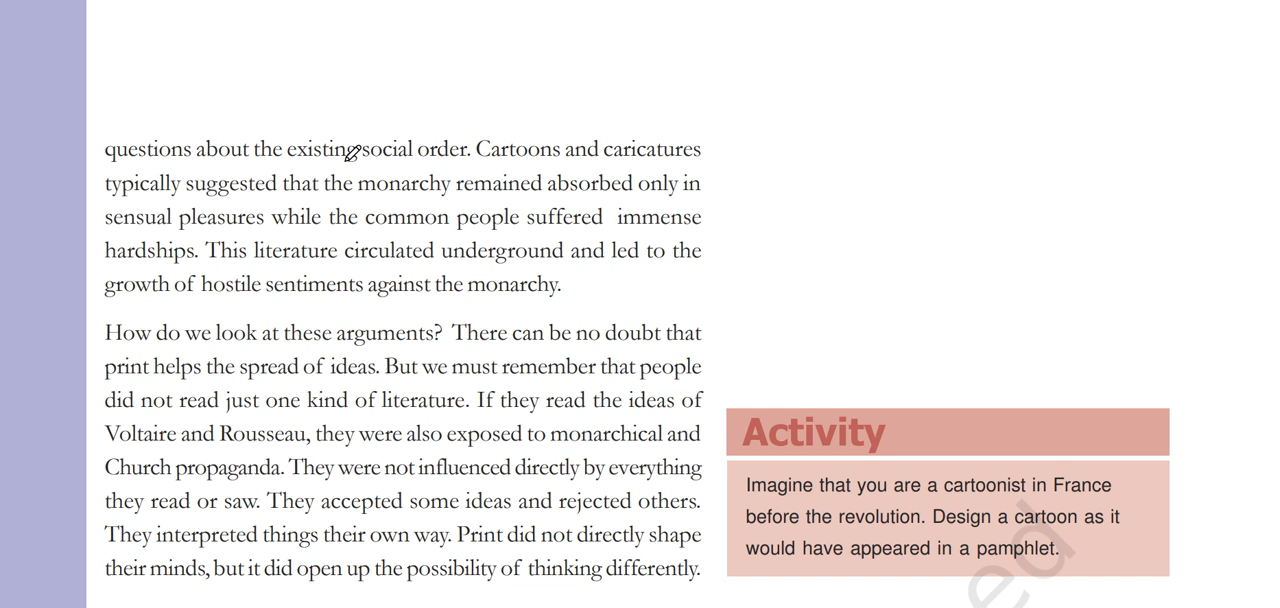 questions about the existing social order. Cartoons and caricatures
typically suggested that the monarchy remained absorbed only in
sensual pleasures while the common people suffered immense
hardships. This literature circulated underground and led to the
growth of hostile sentiments against the monarchy.
How do we look at these arguments? There can be no doubt that
print helps the spread of ideas. But we must remember that people
did not read just one kind of literature. If they read the ideas of
Voltaire and Rousseau, they were also exposed to monarchical and
Church propaganda. They were not influenced directly by everything
they read or saw. They accepted some ideas and rejected others.
They interpreted things their own way. Print did not directly shape
their minds, but it did open up the possibility of thinking differently.
Activity
Imagine that you are a cartoonist in France
before the revolution. Design a cartoon as it
would have appeared in a pamphlet.
ed